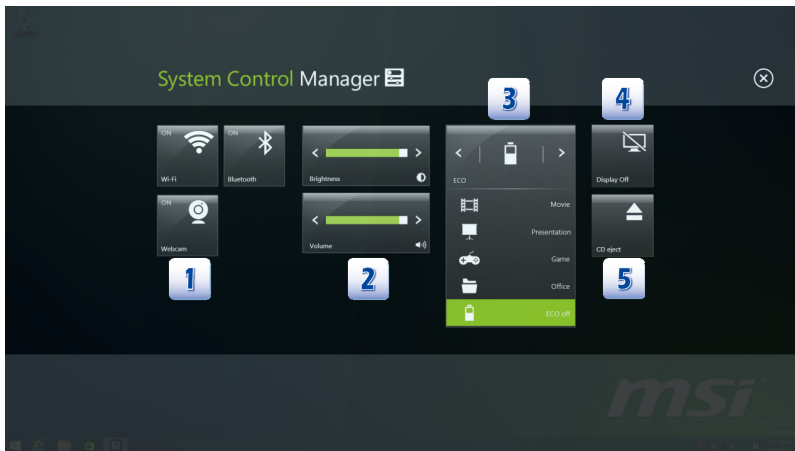 System Control Manager
3
4
ON
Wi-Fi
ON
Bluetooth
Brightness
ECO
Display Off
ON
Webcam
Volume
Movie
Presentation
Game
Office
ECO off
CD eject
1
2
5
msi